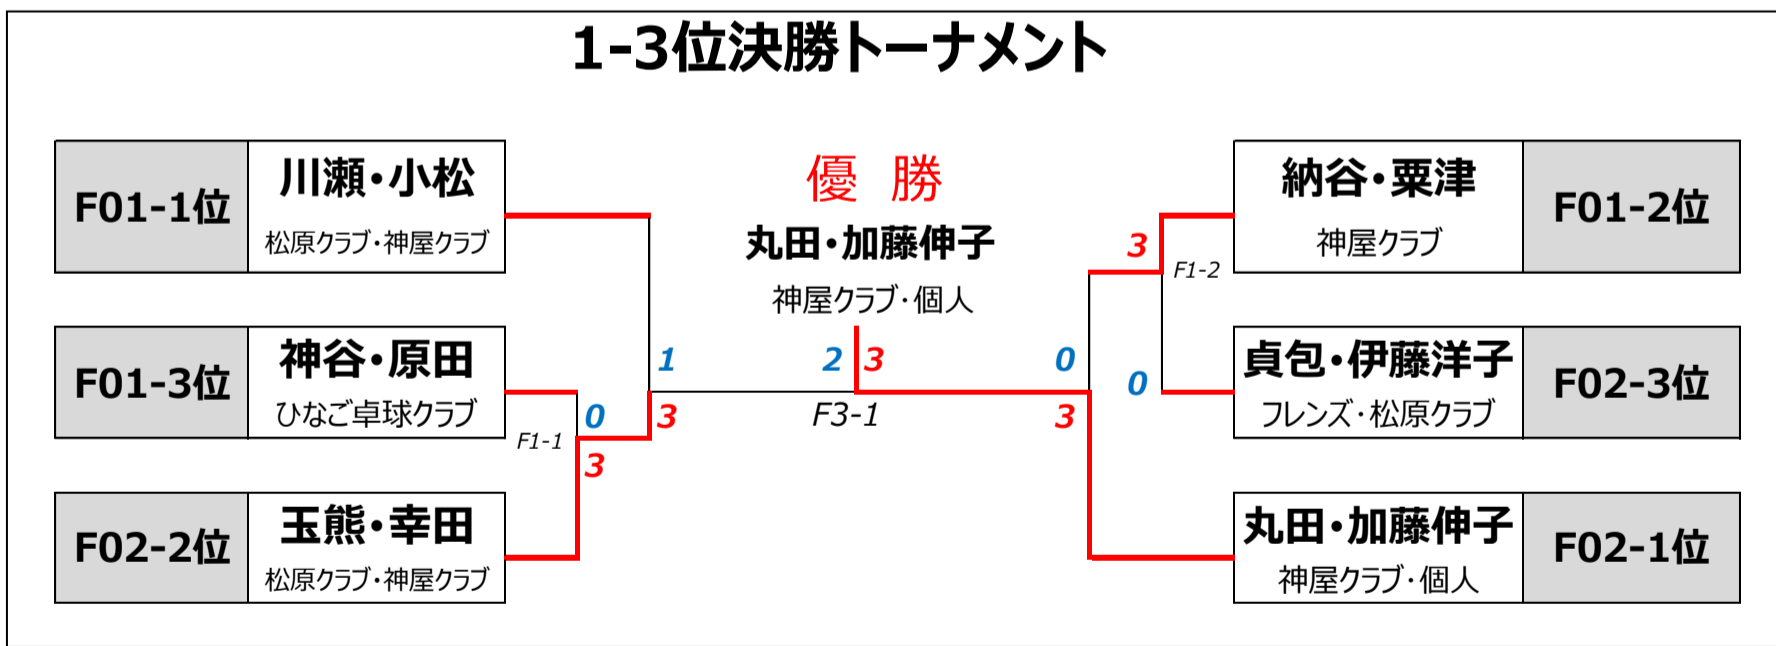 1-3位決勝トーナメント
F01-1位
川瀬・小松
松原クラブ・神屋クラブ
F01-3位
神谷・原田
ひなご卓球クラブ
F02-2位
玉熊・幸田
松原クラブ・神屋クラブ
F1-1
0
3
1
3
優 勝
丸田・加藤伸子
神屋クラブ・個人
2
3
F3-1
0
3
3
F1-2
0
納谷・粟津
神屋クラブ
F01-2位
貞包・伊藤洋子
フレンズ・松原クラブ
F02-3位
丸田・加藤伸子
神屋クラブ・個人
F02-1位